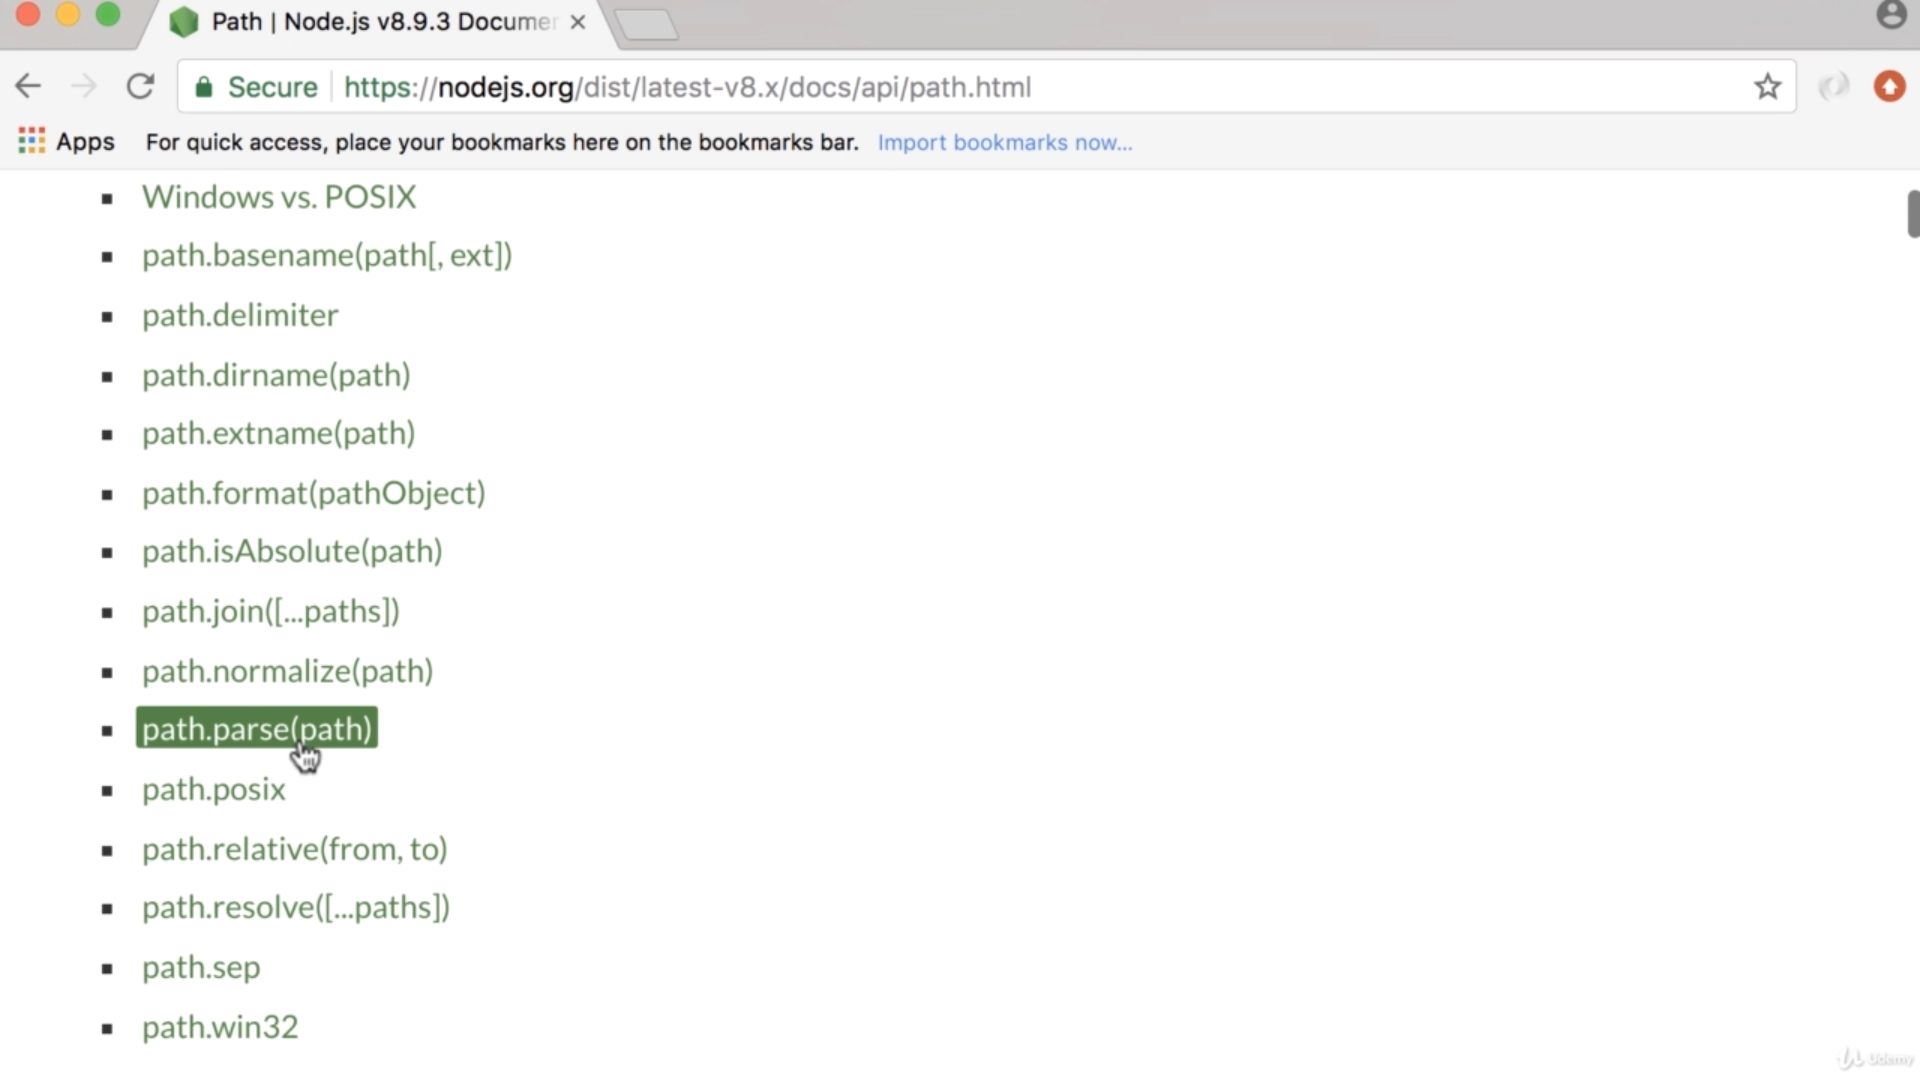 Path | Node.js v8.9.3 Documen
Secure https://nodejs.org/dist/latest-v8.x/docs/api/path.html
Apps For quick access, place your bookmarks here on the bookmarks bar. Import bookmarks now...
Windows vs. POSIX
path.basename(path[, ext])
path.delimiter
path.dirname(path)
path.extname(path)
path.format(pathObject)
path.isAbsolute(path)
path.join([...paths])
path.normalize(path)
path.parse(path)
path.posix
path.relative(from, to)
path.resolve([...paths])
path.sep
path.win32
Udemy